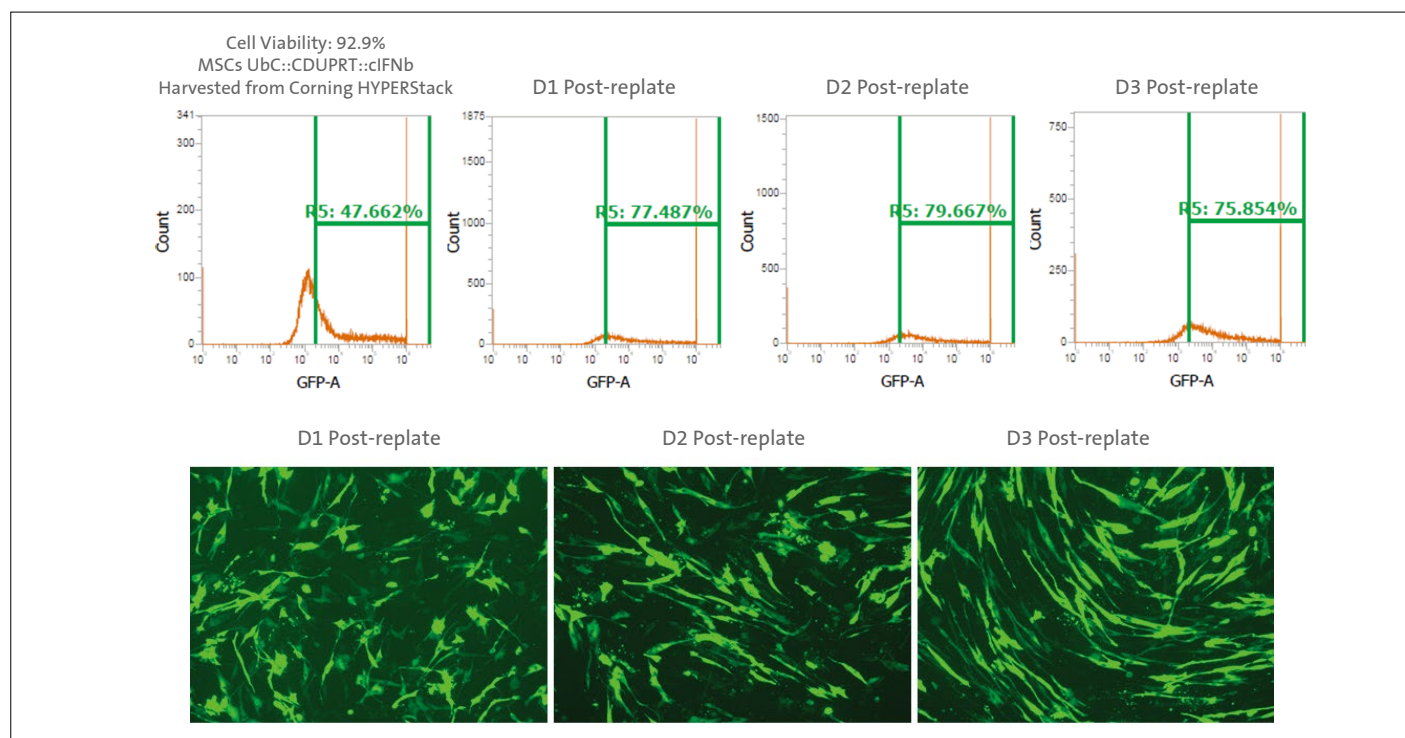 Cell Viability: 92.9%
MSCs UbC::CDUPRT::cIFNb
Harvested from Corning HYPERStack
D1 Post-replate
D2 Post-replate
D3 Post-replate
341
300
200
100
0
Count
R5: 47.662%
GFP-A
1875
1500
1000
500
0
Count
R5: 77.487%
GFP-A
1500
1000
500
0
Count
R5: 79.667%
GFP-A
750
500
250
0
Count
R5: 75.854%
GFP-A
D1 Post-replate
D2 Post-replate
D3 Post-replate